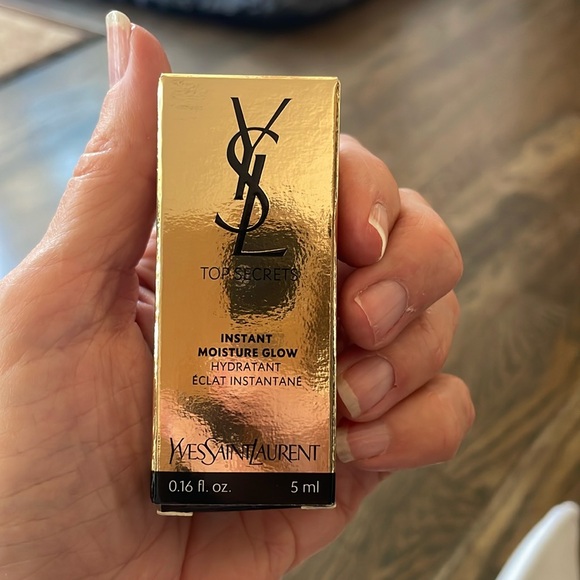 YSL
TOP SECRETS
INSTANT
MOISTURE GLOW
HYDRATANT
ÉCLAT INSTANTANÉ
YVESSAINTLAURENT
0.16 fl. oz. 5 ml